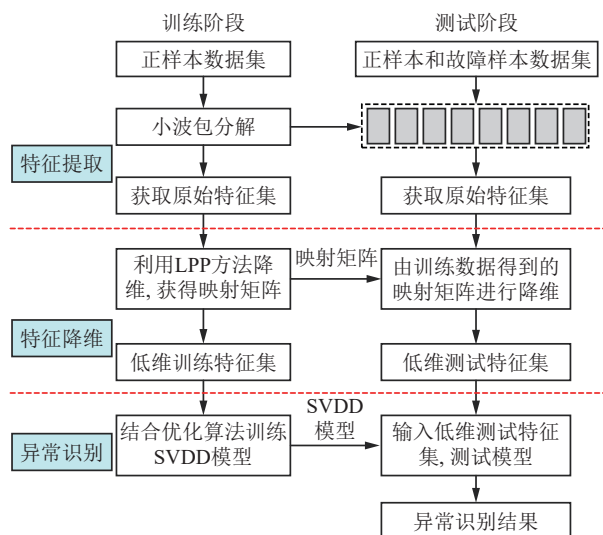 训练阶段
测试阶段
正样本数据集
正样本和故障样本数据集
小波包分解
特征提取
获取原始特征集
获取原始特征集
利用LPP方法降
维, 获得映射矩阵
映射矩阵
由训练数据得到的
映射矩阵进行降维
特征降维
低维训练特征集
低维测试特征集
异常识别
结合优化算法训练
SVDD模型
SVDD
模型
输入低维测试特征
集, 测试模型
异常识别结果